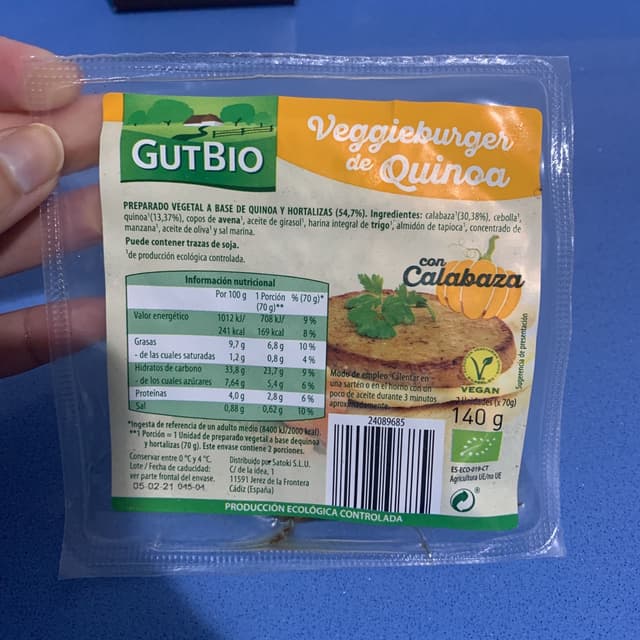 GUTBIO
Veggieburger
de Quinoa
PREPARADO VEGETAL A BASE DE QUINOA Y HORTALIZAS (54,7%). Ingredientes: calabaza¹(30,38%), cebolla¹,
quinoa¹(13,37%), copos de avena¹, aceite de girasol¹, harina integral de trigo¹, almidón de tapioca¹, concentrado de
manzana¹, aceite de oliva¹ y sal marina.
Puede contener trazas de soja.
¹de producción ecológica controlada.
con
Calabaza
Información nutricional
Por 100 g 1 Porción % (70 g)*
(70 g)**
Valor energético 1012 kJ/ 708 kJ/ 9 %
241 kcal 169 kcal 8 %
Grasas 9,7 g 6,8 g 10 %
- de las cuales saturadas 1,2 g 0,8 g 4 %
Hidratos de carbono 33,8 g 23,7 g 9 %
- de los cuales azúcares 7,64 g 5,4 g 6 %
Proteínas 4,0 g 2,8 g 6 %
Sal 0,88 g 0,62 g 10 %
*Ingesta de referencia de un adulto medio (8400 kJ/2000 kcal).
**1 Porción = 1 Unidad de preparado vegetal a base de quinoa
y hortalizas (70 g). Este envase contiene 2 porciones.
Conservar entre 0 °C y 4 °C.
Lote / Fecha de caducidad:
ver parte frontal del envase.
05-02-21 045-04
Distribuido por Satoki S.L.U.
C/ de la idea, 1
11591 Jerez de la Frontera
Cádiz (España)
Modo de empleo: Calentar en
una sartén o en el horno con un
poco de aceite durante 3 minutos
aproximadamente.
24089685
Sugerencia de presentación
V
VEGAN
2 Unidades (x 70g)
140 g
ES-ECO-019-CT
Agricultura UE/no UE
®
PRODUCCIÓN ECOLÓGICA CONTROLADA